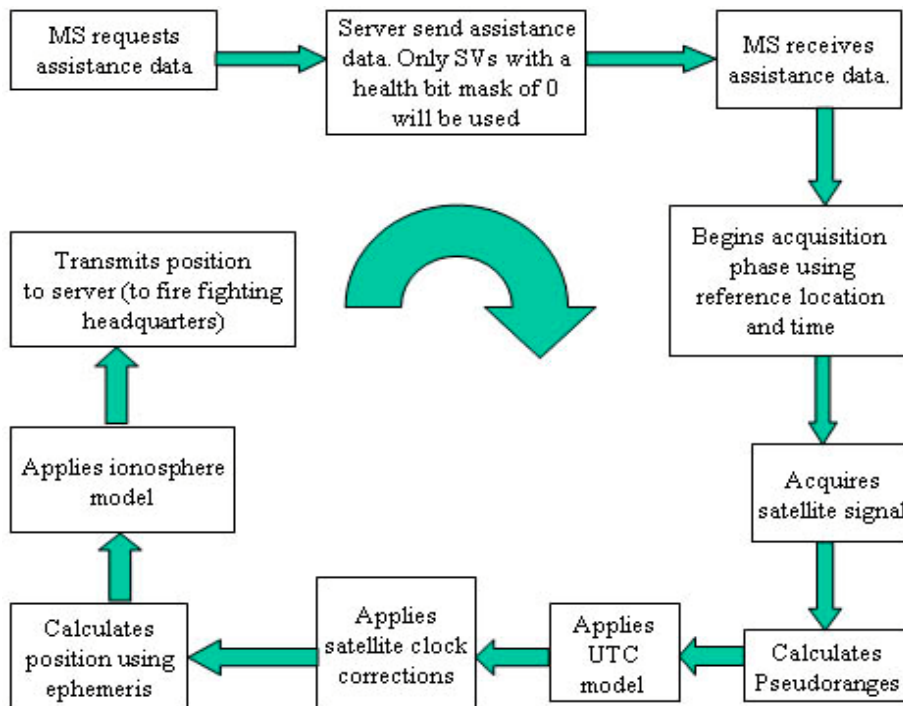 MS requests
assistance data
Server send assistance
data. Only SVs with a
health bit mask of 0
will be used
MS receives
assistance data.
Begins acquisition
phase using
reference location
and time
Acquires
satellite signal
Calculates
Pseudoranges
Applies
UTC
model
Applies
satellite clock
corrections
Calculates
position using
ephemeris
Applies ionosphere
model
Transmits position
to server (to fire fighting
headquarters)